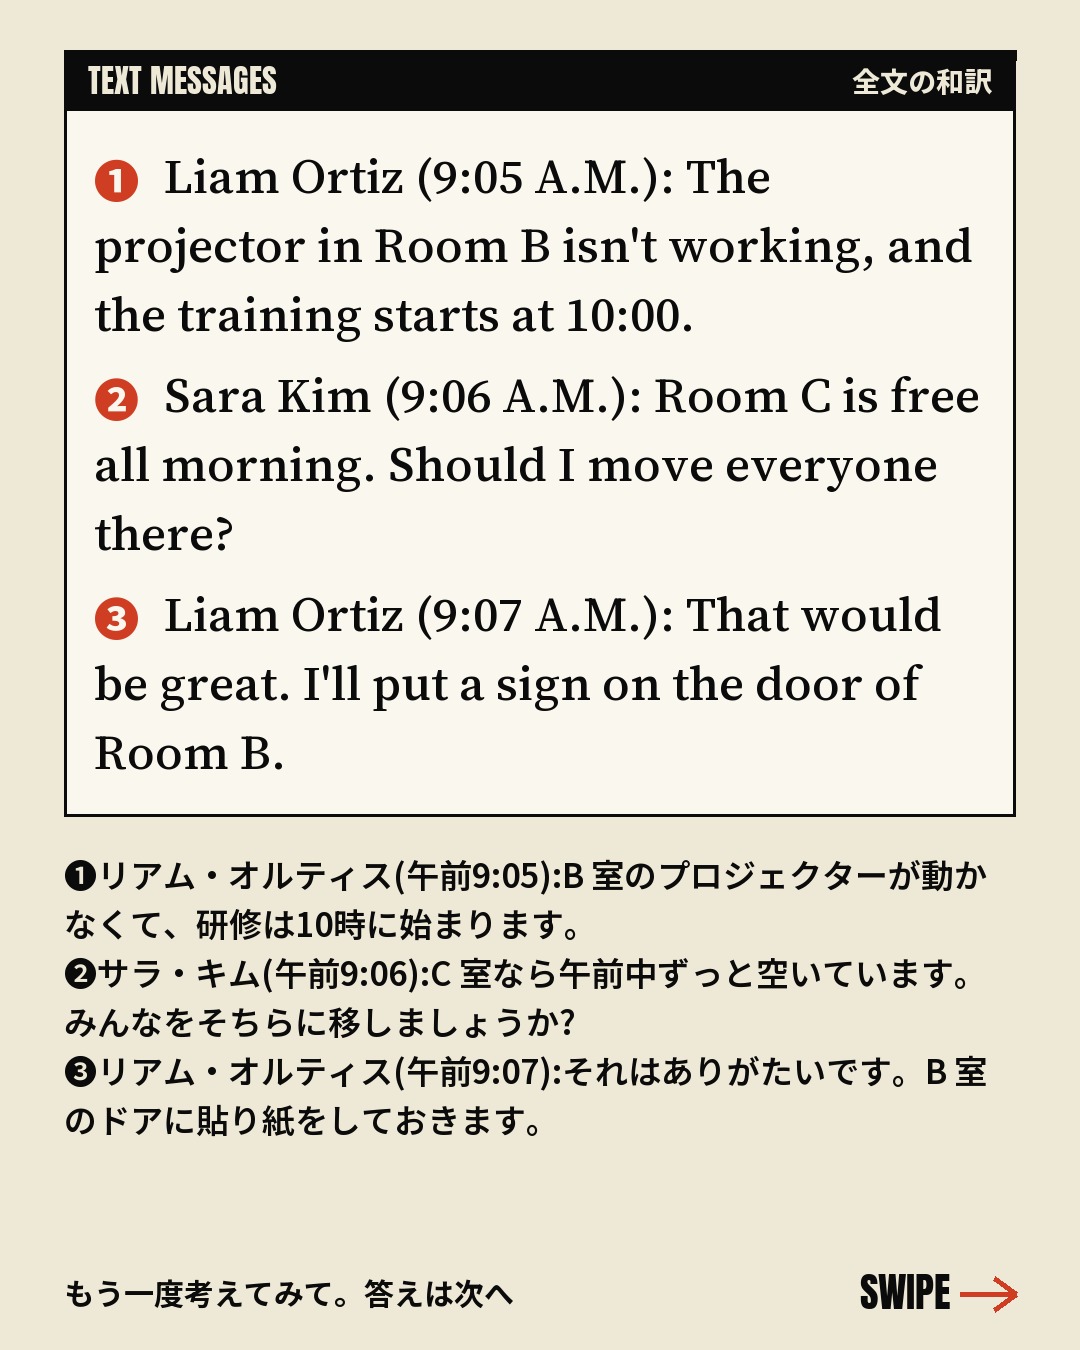 TEXT MESSAGES 全文の和訳
❶ Liam Ortiz (9:05 A.M.): The
projector in Room B isn't working, and
the training starts at 10:00.
❷ Sara Kim (9:06 A.M.): Room C is free
all morning. Should I move everyone
there?
❸ Liam Ortiz (9:07 A.M.): That would
be great. I'll put a sign on the door of
Room B.
❶リアム・オルティス(午前9:05):B 室のプロジェクターが動か
なくて、研修は10時に始まります。
❷サラ・キム(午前9:06):C 室なら午前中ずっと空いています。
みんなをそちらに移しましょうか?
❸リアム・オルティス(午前9:07):それはありがたいです。B 室
のドアに貼り紙をしておきます。
もう一度考えてみて。答えは次へ SWIPE